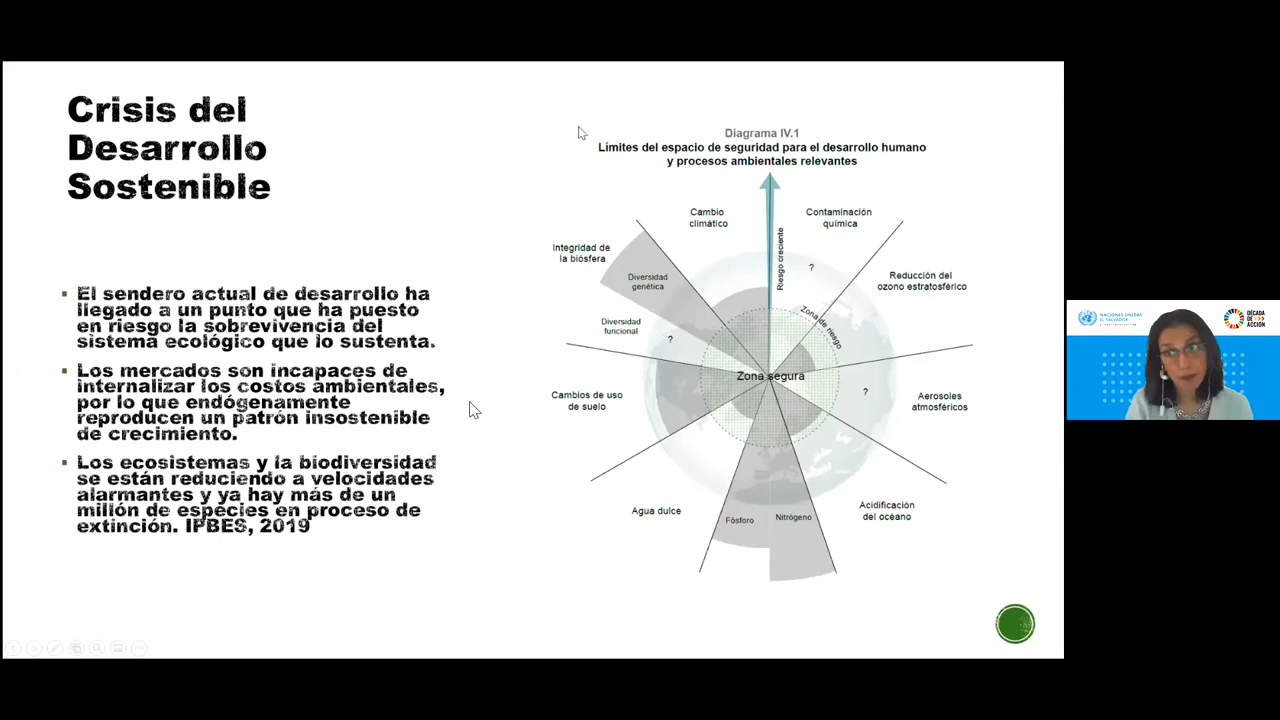 Crisis del
Desarrollo
Sostenible
El sendero actual de desarrollo ha
llegado a un punto que ha puesto
en riesgo la sobrevivencia del
sistema ecológico que lo sustenta.
Los mercados son incapaces de
internalizar los costos ambientales,
por lo que endógenamente
reproducen un patrón insostenible
de crecimiento.
Los ecosistemas y la biodiversidad
se están reduciendo a velocidades
alarmantes y ya hay más de un
millón de especies en proceso de
extinción. IPBES, 2019
Diagrama IV.1
Límites del espacio de seguridad para el desarrollo humano
y procesos ambientales relevantes
Cambio
climático
Contaminación
química
Riesgo creciente
Integridad de
la biósfera
Diversidad
genética
?
Reducción del
ozono estratosférico
Diversidad
funcional
?
Zona de riesgo
Zona segura
Cambios de uso
de suelo
?
Aerosoles
atmosféricos
Agua dulce
Fósforo
Nitrógeno
Acidificación
del océano
NACIONES UNIDAS
EL SALVADOR
DÉCADA
DE
ACCIÓN